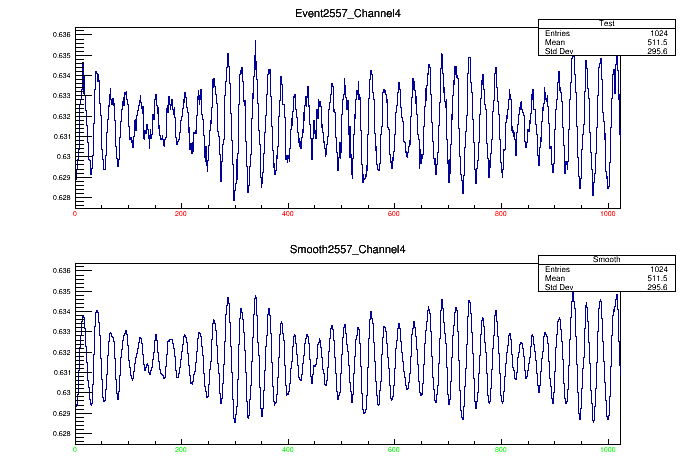 Event2557_Channel4
Test
Entries 1024
Mean 511.5
Std Dev 295.6
0.636
0.635
0.634
0.633
0.632
0.631
0.63
0.629
0.628
0 200 400 600 800 1000
Smooth2557_Channel4
Smooth
Entries 1024
Mean 511.5
Std Dev 295.6
0.636
0.635
0.634
0.633
0.632
0.631
0.63
0.629
0.628
0 200 400 600 800 1000